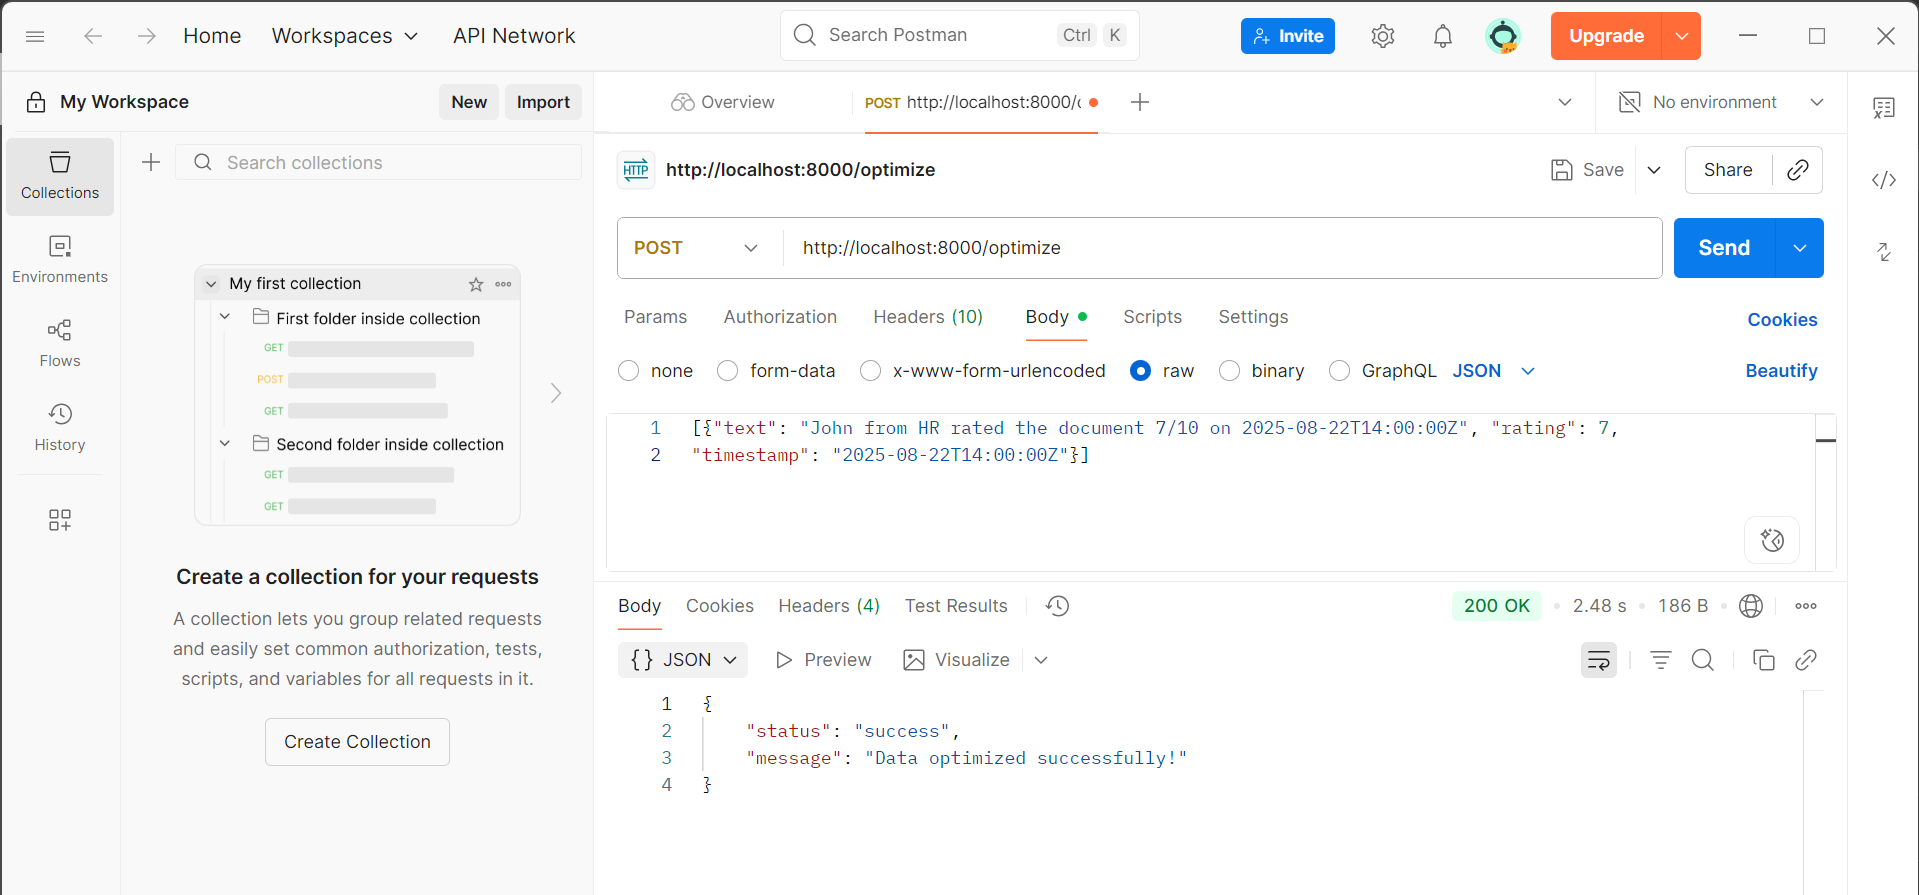 Home Workspaces API Network Search Postman Ctrl K Invite Upgrade
My Workspace New Import Overview POST http://localhost:8000/ No environment
Collections
Search collections
HTTP http://localhost:8000/optimize Save Share
Environments
Flows
History
My first collection
First folder inside collection
GET
POST
GET
Second folder inside collection
GET
GET
Create a collection for your requests
A collection lets you group related requests
and easily set common authorization, tests,
scripts, and variables for all requests in it.
Create Collection
POST http://localhost:8000/optimize Send
Params Authorization Headers (10) Body Scripts Settings Cookies
none form-data x-www-form-urlencoded raw binary GraphQL JSON Beautify
1 [{"text": "John from HR rated the document 7/10 on 2025-08-22T14:00:00Z", "rating": 7,
2 "timestamp": "2025-08-22T14:00:00Z"}]
Body Cookies Headers (4) Test Results 200 OK 2.48 s 186 B
{} JSON Preview Visualize
1 {
2 "status": "success",
3 "message": "Data optimized successfully!"
4 }